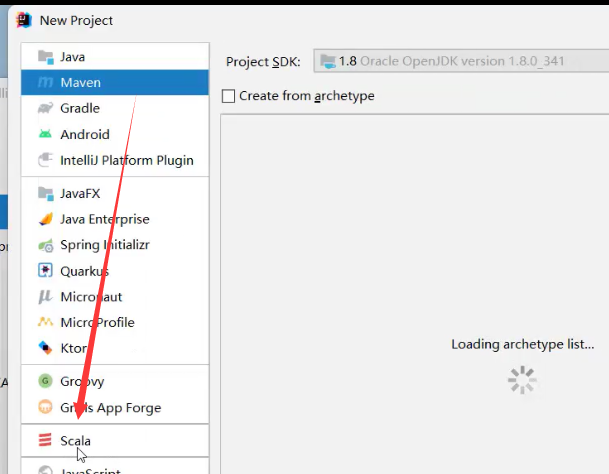 New Project
Java
Maven
Gradle
Android
IntelliJ Platform Plugin
JavaFX
Java Enterprise
Spring Initializr
Quarkus
Micronaut
MicroProfile
Ktor
Groovy
Grails App Forge
Scala
JavaScript
Project SDK: 1.8 Oracle OpenJDK version 1.8.0_341
Create from archetype
Loading archetype list...